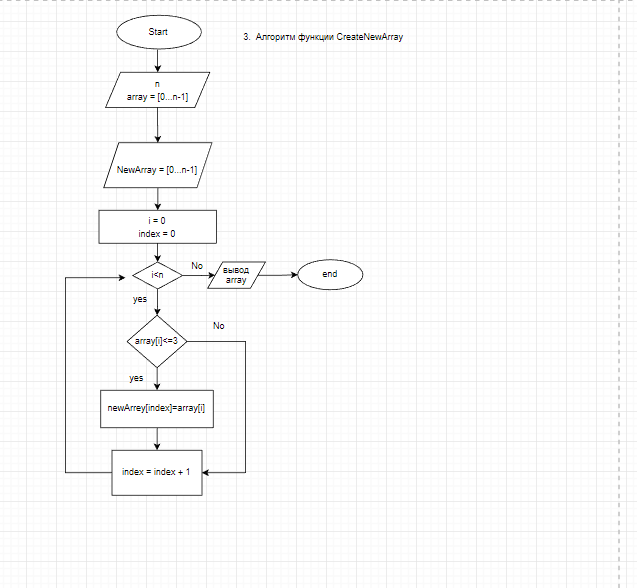 Start
3. Алгоритм функции CreateNewArray
n
array = [0...n-1]
NewArray = [0...n-1]
i = 0
index = 0
i<n
No
вывод
array
end
yes
No
array[i]<=3
yes
newArrey[index]=array[i]
index = index + 1